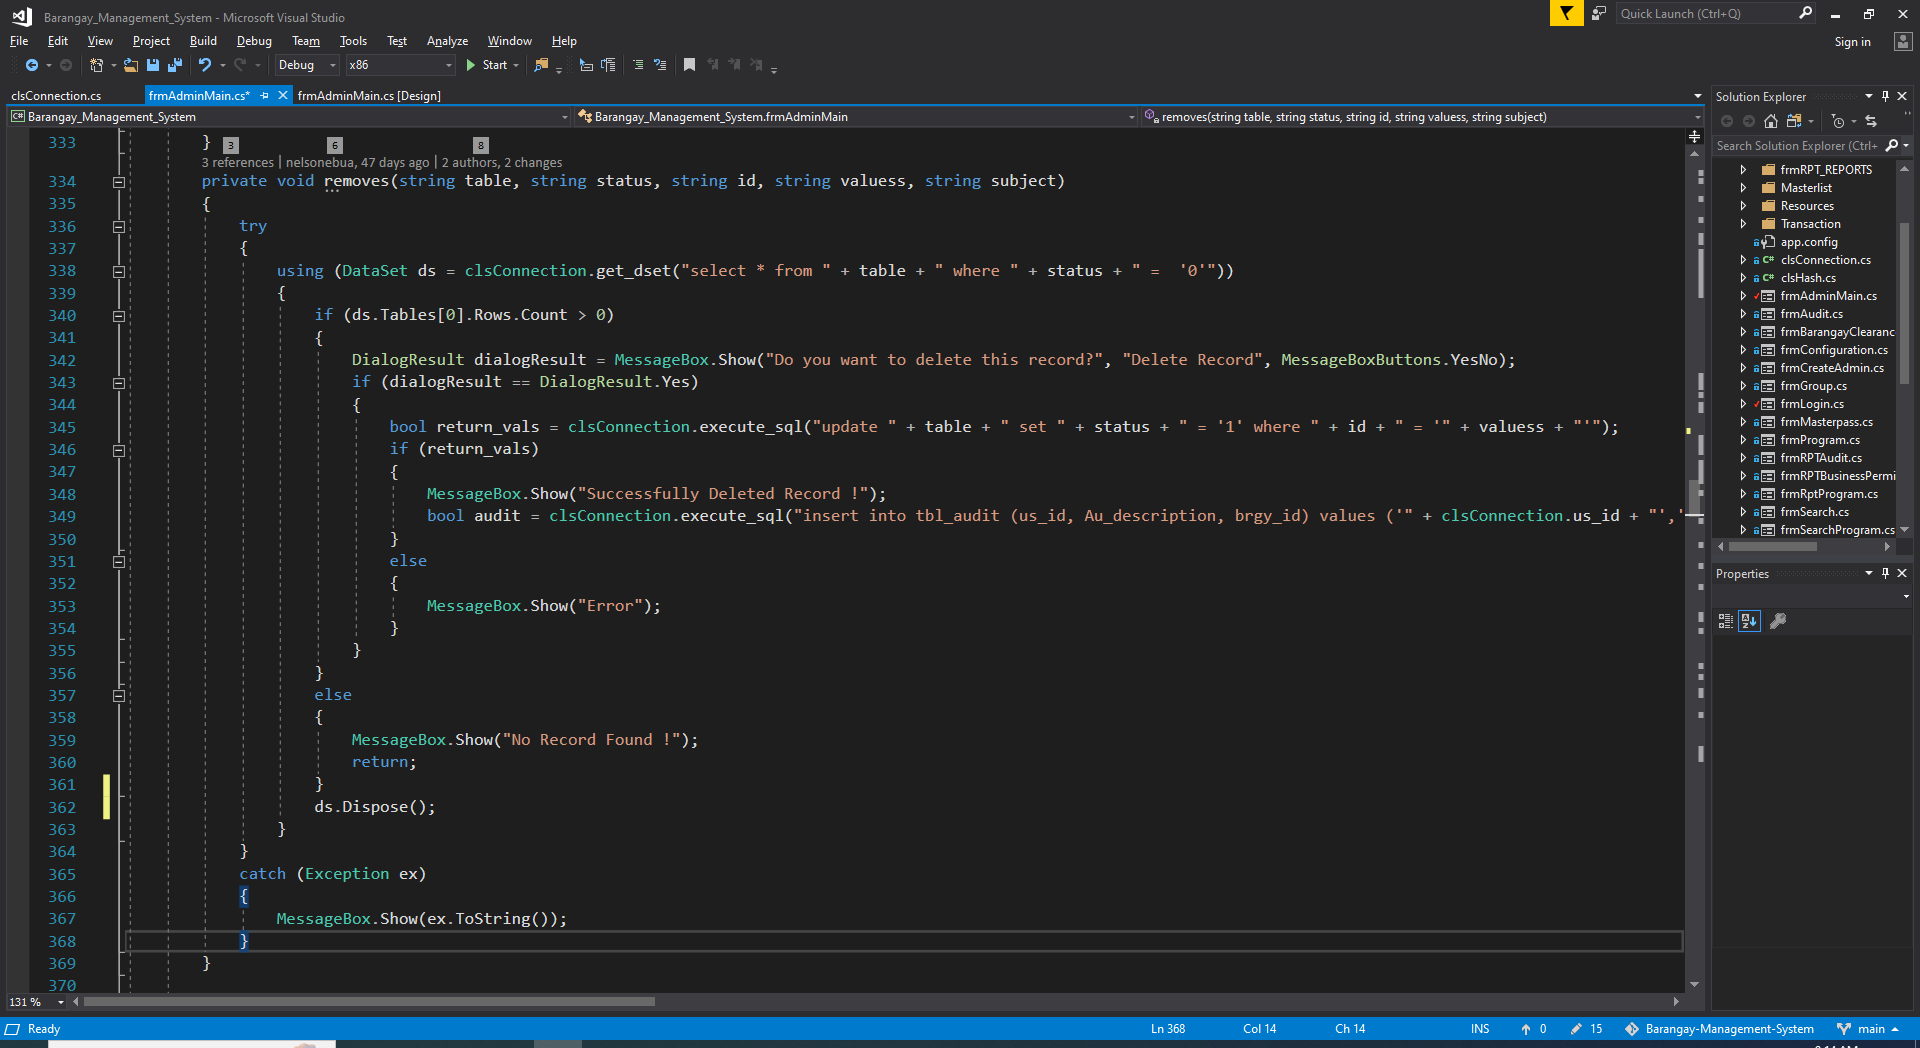 Barangay_Management_System - Microsoft Visual Studio
Quick Launch (Ctrl+Q)
File Edit View Project Build Debug Team Tools Test Analyze Window Help
Sign in
Debug x86 Start
clsConnection.cs frmAdminMain.cs* frmAdminMain.cs [Design]
Barangay_Management_System Barangay_Management_System.frmAdminMain removes(string table, string status, string id, string valuess, string subject)
333 }
3 6 8
3 references | nelsonebua, 47 days ago | 2 authors, 2 changes
334 private void removes(string table, string status, string id, string valuess, string subject)
335 {
336 try
337 {
338 using (DataSet ds = clsConnection.get_dset("select * from " + table + " where " + status + " =  '0'"))
339 {
340 if (ds.Tables[0].Rows.Count > 0)
341 {
342 DialogResult dialogResult = MessageBox.Show("Do you want to delete this record?", "Delete Record", MessageBoxButtons.YesNo);
343 if (dialogResult == DialogResult.Yes)
344 {
345 bool return_vals = clsConnection.execute_sql("update " + table + " set " + status + " = '1' where " + id + " = '" + valuess + "'");
346 if (return_vals)
347 {
348 MessageBox.Show("Successfully Deleted Record !");
349 bool audit = clsConnection.execute_sql("insert into tbl_audit (us_id, Au_description, brgy_id) values ('" + clsConnection.us_id + "','
350 }
351 else
352 {
353 MessageBox.Show("Error");
354 }
355 }
356 }
357 else
358 {
359 MessageBox.Show("No Record Found !");
360 return;
361 }
362 ds.Dispose();
363 }
364 }
365 catch (Exception ex)
366 {
367 MessageBox.Show(ex.ToString());
368 }
369 }
370
131 %
Solution Explorer
Search Solution Explorer (Ctrl+
frmRPT_REPORTS
Masterlist
Resources
Transaction
app.config
C# clsConnection.cs
C# clsHash.cs
frmAdminMain.cs
frmAudit.cs
frmBarangayClearanc
frmConfiguration.cs
frmCreateAdmin.cs
frmGroup.cs
frmLogin.cs
frmMasterpass.cs
frmProgram.cs
frmRPTAudit.cs
frmRPTBusinessPermi
frmRptProgram.cs
frmSearch.cs
frmSearchProgram.cs
Properties
Ready Ln 368 Col 14 Ch 14 INS 0 15 Barangay-Management-System main